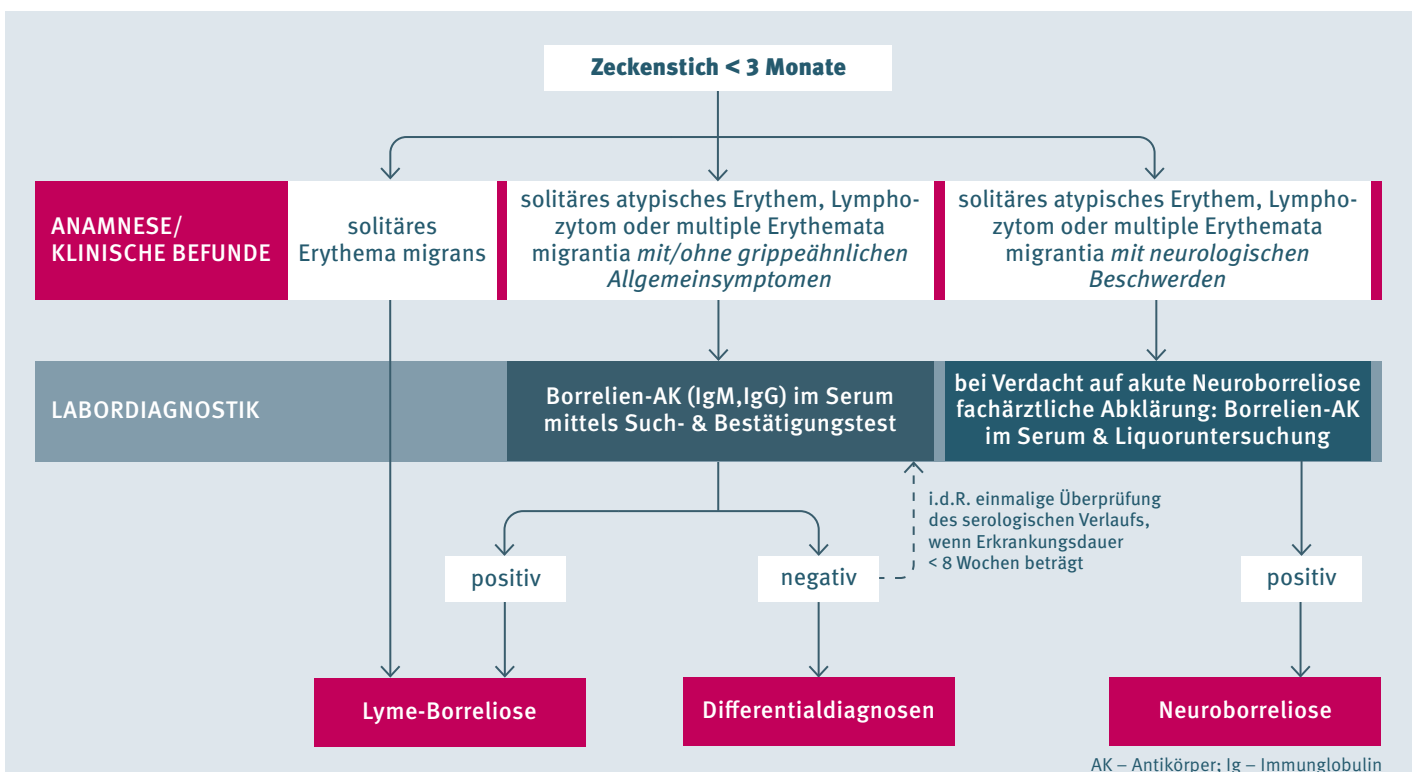 Zeckenstich < 3 Monate
ANAMNESE/
KLINISCHE BEFUNDE
solitäres
Erythema migrans
solitäres atypisches Erythem, Lympho-
zytom oder multiple Erythemata
migrantia mit/ohne grippeähnlichen
Allgemeinsymptomen
solitäres atypisches Erythem, Lympho-
zytom oder multiple Erythemata
migrantia mit neurologischen
Beschwerden
LABORDIAGNOSTIK
Borrelien-AK (IgM,IgG) im Serum
mittels Such- & Bestätigungstest
bei Verdacht auf akute Neuroborreliose
fachärztliche Abklärung: Borrelien-AK
im Serum & Liquoruntersuchung
i.d.R. einmalige Überprüfung
des serologischen Verlaufs,
wenn Erkrankungsdauer
< 8 Wochen beträgt
positiv
negativ
positiv
Lyme-Borreliose
Differentialdiagnosen
Neuroborreliose
AK – Antikörper; Ig – Immunglobulin